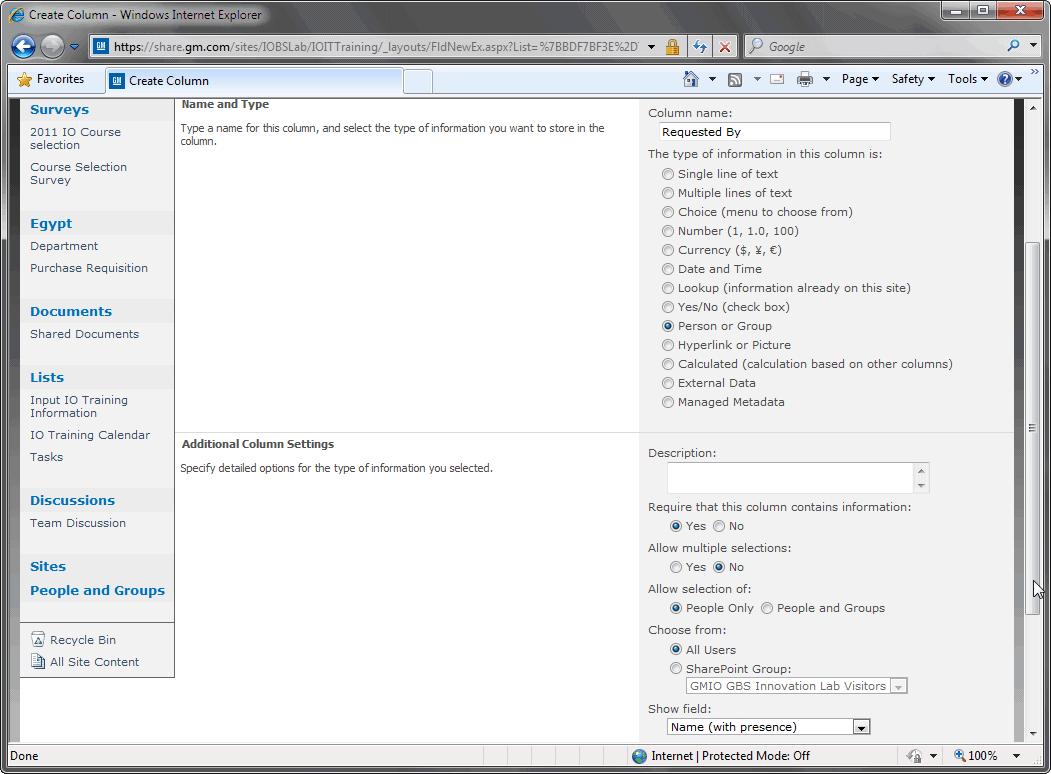 Create Column - Windows Internet Explorer
https://share.gm.com/sites/IOBSLab/IOITTraining/_layouts/FldNewEx.aspx?List=%7BBDF7BF3E%2D
Google
Favorites
Create Column
Page
Safety
Tools
Surveys
2011 IO Course
selection
Course Selection
Survey
Egypt
Department
Purchase Requisition
Documents
Shared Documents
Lists
Input IO Training
Information
IO Training Calendar
Tasks
Discussions
Team Discussion
Sites
People and Groups
Recycle Bin
All Site Content
Name and Type
Type a name for this column, and select the type of information you want to store in the
column.
Column name:
Requested By
The type of information in this column is:
Single line of text
Multiple lines of text
Choice (menu to choose from)
Number (1, 1.0, 100)
Currency ($, ¥, €)
Date and Time
Lookup (information already on this site)
Yes/No (check box)
Person or Group
Hyperlink or Picture
Calculated (calculation based on other columns)
External Data
Managed Metadata
Additional Column Settings
Specify detailed options for the type of information you selected.
Description:
Require that this column contains information:
Yes No
Allow multiple selections:
Yes No
Allow selection of:
People Only People and Groups
Choose from:
All Users
SharePoint Group:
GMIO GBS Innovation Lab Visitors
Show field:
Name (with presence)
Done
Internet | Protected Mode: Off
100%